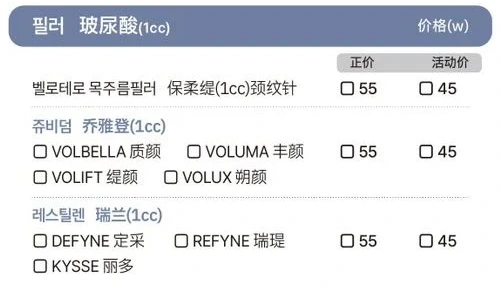 필러 玻尿酸(1cc) 价格(w)
正价 活动价
벨로테로 목주름필러 保柔缇(1cc)颈纹针 55 45
쥬비덤 乔雅登(1cc)
VOLBELLA 质颜 VOLUMA 丰颜 55 45
VOLIFT 缇颜 VOLUX 朔颜
레스틸렌 瑞兰(1cc)
DEFYNE 定采 REFYNE 瑞瑅 55 45
KYSSE 丽多